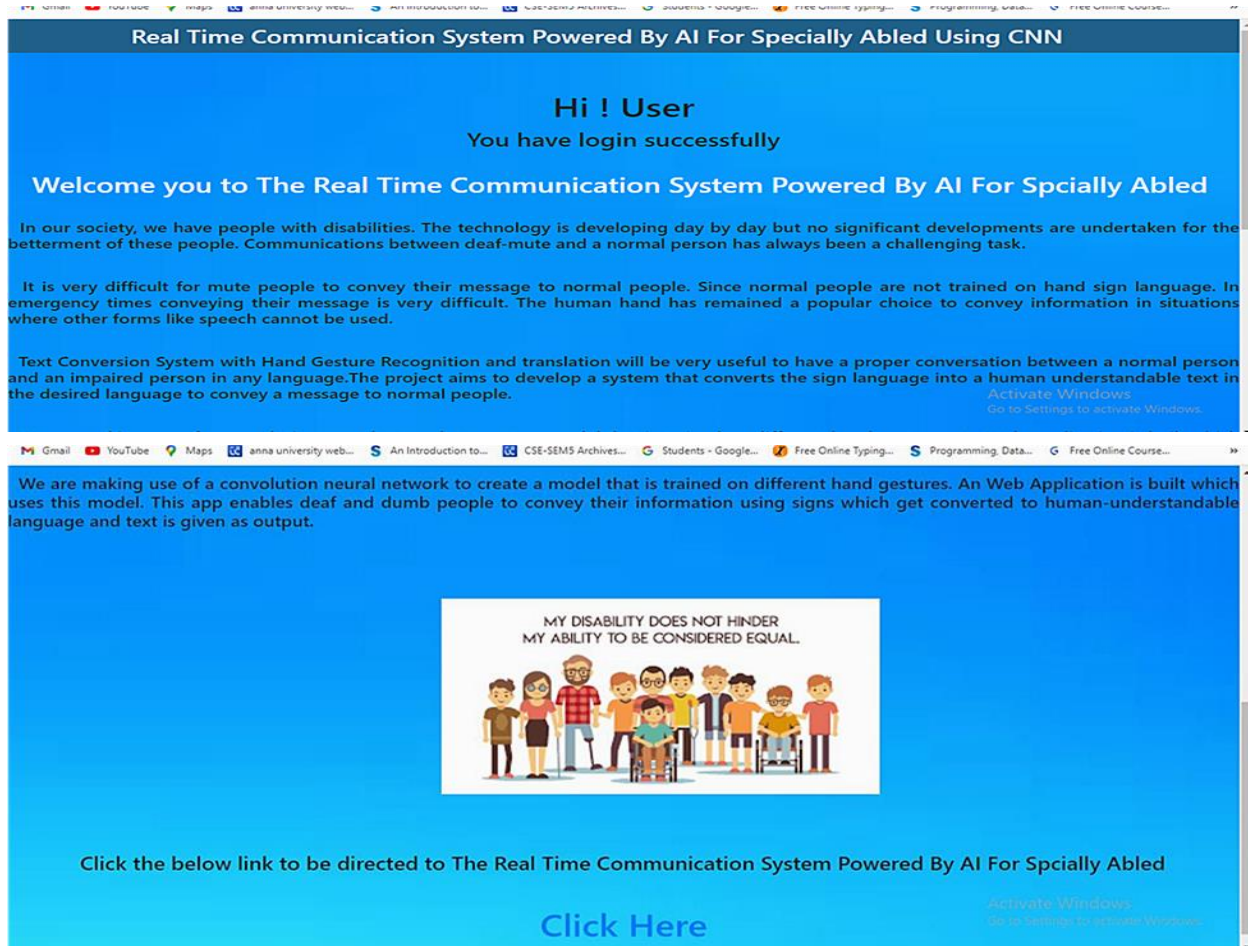 Gmail YouTube Maps anna university web... An Introduction to... CSE-SEM5 Archives... Students - Google... Free Online Typing... Programming, Data... Free Online Course... »
Real Time Communication System Powered By AI For Specially Abled Using CNN
Hi ! User
You have login successfully
Welcome you to The Real Time Communication System Powered By AI For Spcially Abled
In our society, we have people with disabilities. The technology is developing day by day but no significant developments are undertaken for the
betterment of these people. Communications between deaf-mute and a normal person has always been a challenging task.
It is very difficult for mute people to convey their message to normal people. Since normal people are not trained on hand sign language. In
emergency times conveying their message is very difficult. The human hand has remained a popular choice to convey information in situations
where other forms like speech cannot be used.
Text Conversion System with Hand Gesture Recognition and translation will be very useful to have a proper conversation between a normal person
and an impaired person in any language.The project aims to develop a system that converts the sign language into a human understandable text in
the desired language to convey a message to normal people.
Activate Windows
Go to Settings to activate Windows.
Gmail YouTube Maps anna university web... An Introduction to... CSE-SEM5 Archives... Students - Google... Free Online Typing... Programming, Data... Free Online Course... »
We are making use of a convolution neural network to create a model that is trained on different hand gestures. An Web Application is built which
uses this model. This app enables deaf and dumb people to convey their information using signs which get converted to human-understandable
language and text is given as output.
MY DISABILITY DOES NOT HINDER
MY ABILITY TO BE CONSIDERED EQUAL.
Click the below link to be directed to The Real Time Communication System Powered By AI For Spcially Abled
Activate Windows
Go to Settings to activate Windows.
Click Here